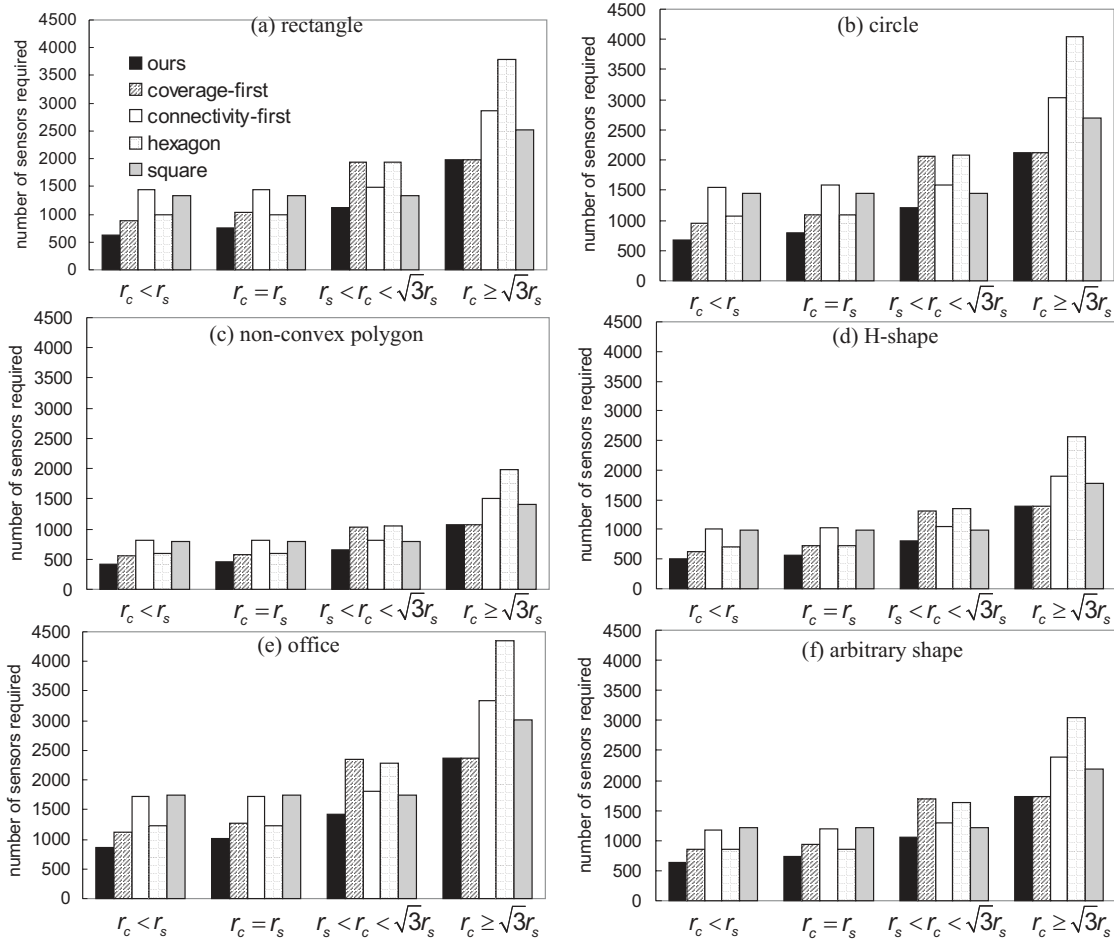 (a) rectangle
number of sensors required
4500
4000
3500
3000
2500
2000
1500
1000
500
0
ours
coverage-first
connectivity-first
hexagon
square
r_c < r_s
r_c = r_s
r_s < r_c < √3r_s
r_c ≥ √3r_s
(b) circle
number of sensors required
4500
4000
3500
3000
2500
2000
1500
1000
500
0
r_c < r_s
r_c = r_s
r_s < r_c < √3r_s
r_c ≥ √3r_s
(c) non-convex polygon
number of sensors required
4500
4000
3500
3000
2500
2000
1500
1000
500
0
r_c < r_s
r_c = r_s
r_s < r_c < √3r_s
r_c ≥ √3r_s
(d) H-shape
number of sensors required
4500
4000
3500
3000
2500
2000
1500
1000
500
0
r_c < r_s
r_c = r_s
r_s < r_c < √3r_s
r_c ≥ √3r_s
(e) office
number of sensors required
4500
4000
3500
3000
2500
2000
1500
1000
500
0
r_c < r_s
r_c = r_s
r_s < r_c < √3r_s
r_c ≥ √3r_s
(f) arbitrary shape
number of sensors required
4500
4000
3500
3000
2500
2000
1500
1000
500
0
r_c < r_s
r_c = r_s
r_s < r_c < √3r_s
r_c ≥ √3r_s